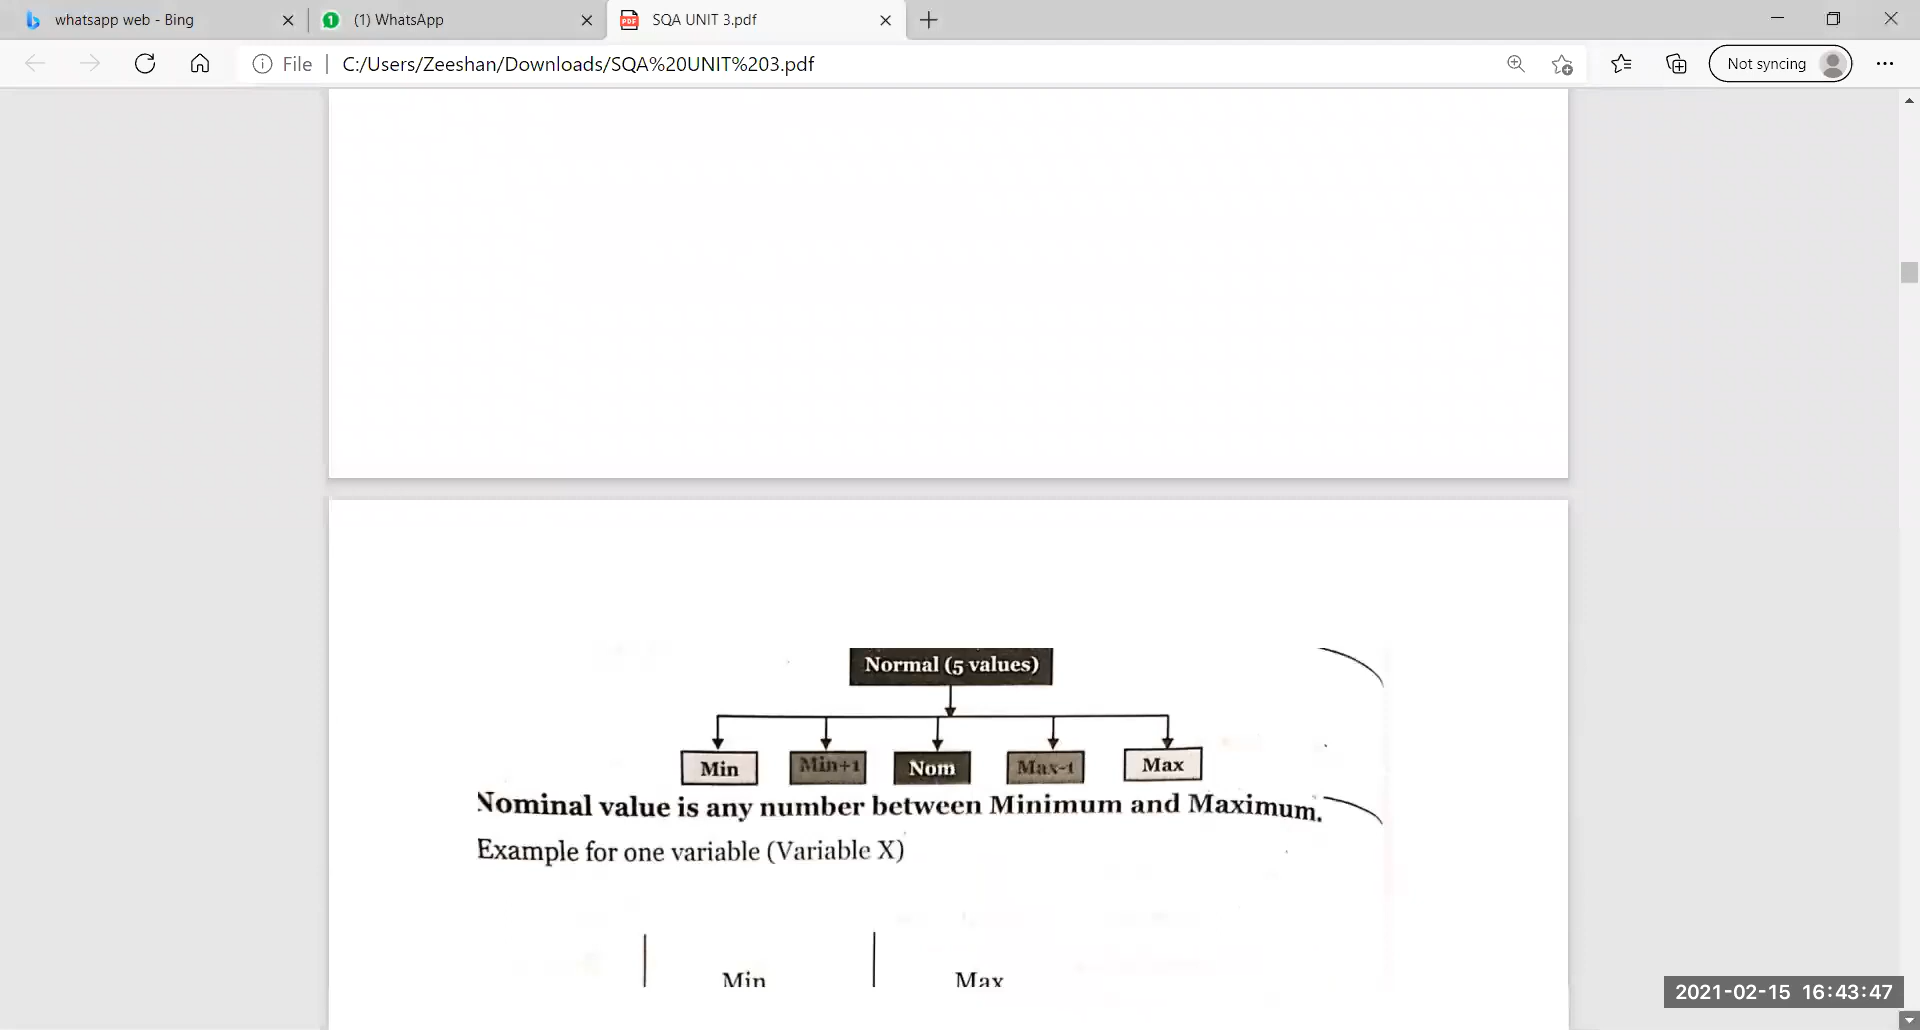 whatsapp web - Bing
1 (1) WhatsApp
PDF SQA UNIT 3.pdf
File C:/Users/Zeeshan/Downloads/SQA%20UNIT%203.pdf
Not syncing
Normal (5 values)
Min Min+1 Nom Max-1 Max
Nominal value is any number between Minimum and Maximum.
Example for one variable (Variable X)
Min Max
2021-02-15 16:43:47